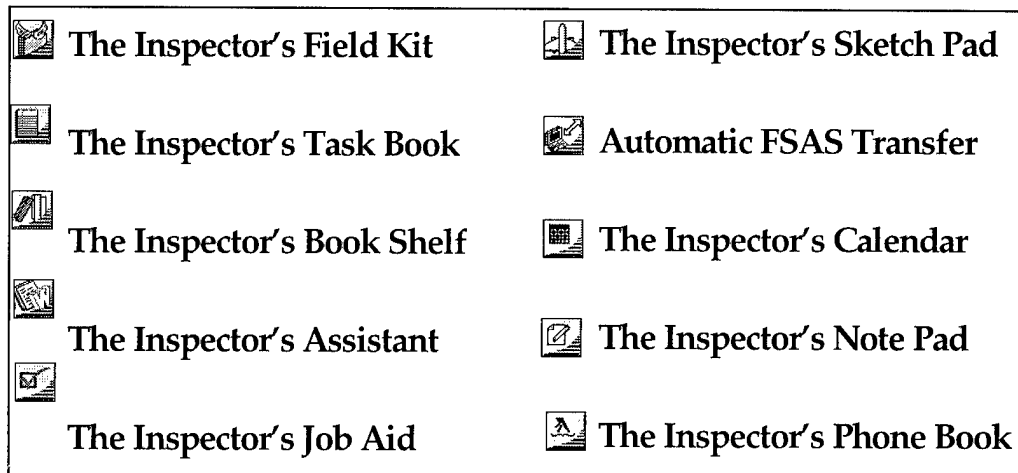 The Inspector's Field Kit
The Inspector's Task Book
The Inspector's Book Shelf
The Inspector's Assistant
The Inspector's Job Aid
The Inspector's Sketch Pad
Automatic FSAS Transfer
The Inspector's Calendar
The Inspector's Note Pad
The Inspector's Phone Book